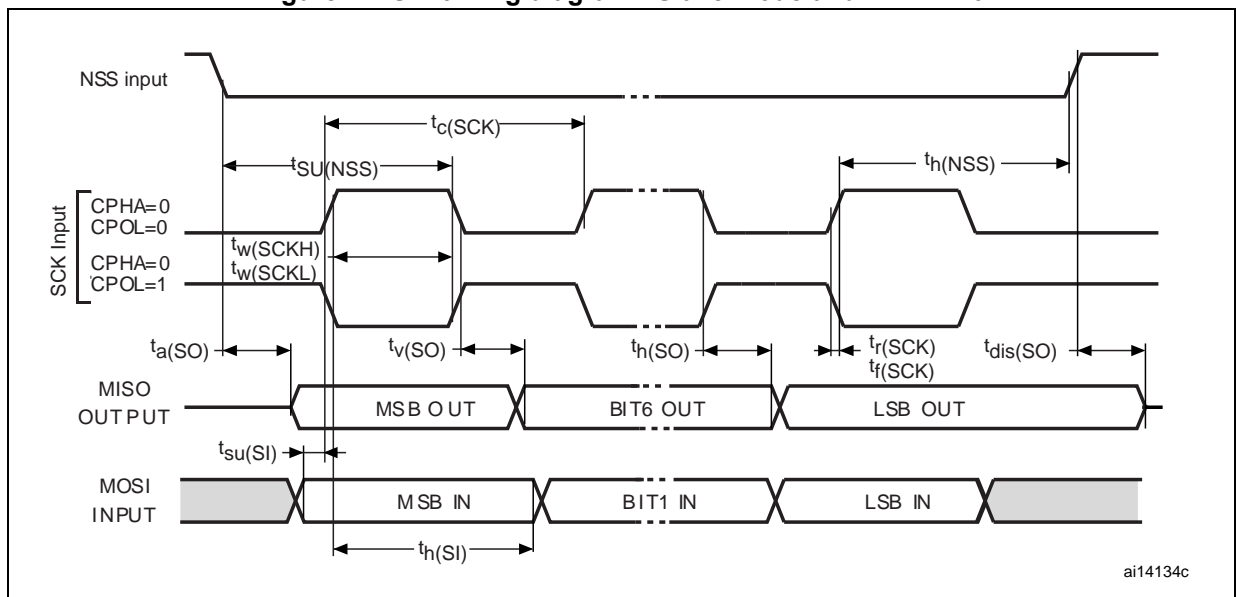 NSS input
tc(SCK)
tSU(NSS)
th(NSS)
SCK Input
CPHA=0
CPOL=0
tw(SCKH)
CPHA=0
tw(SCKL)
CPOL=1
ta(SO)
tv(SO)
th(SO)
tr(SCK)
tf(SCK)
tdis(SO)
MISO
OUTPUT
MSB OUT
BIT6 OUT
LSB OUT
tsu(SI)
MOSI
INPUT
MSB IN
BIT1 IN
LSB IN
th(SI)
ai14134c